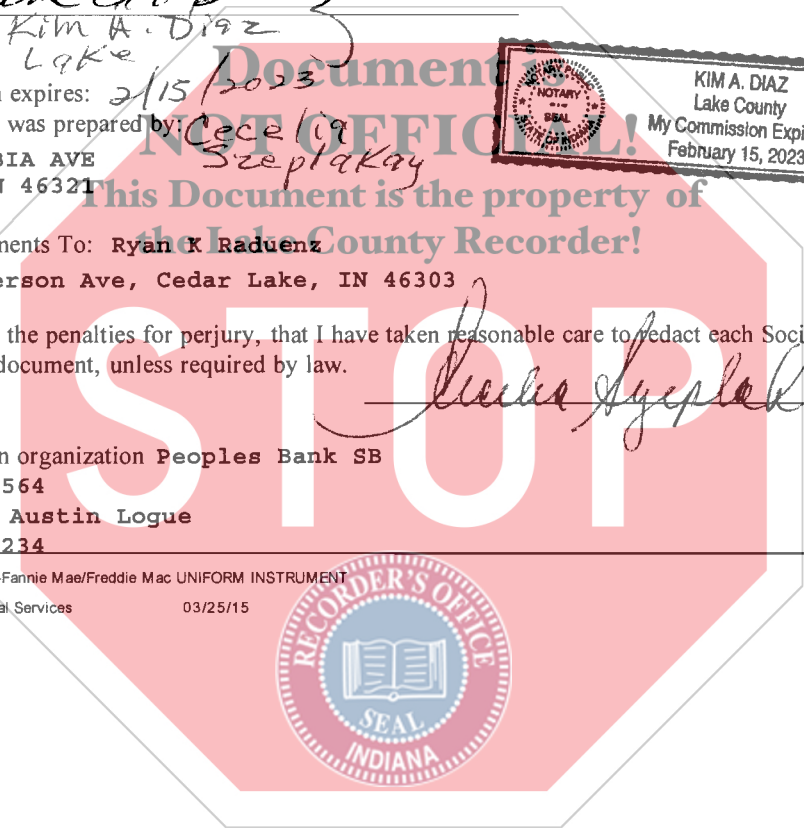 Kim A. Diaz
Lake
expires: 2/15/2023
was prepared by: Cecelia
Szeplakay
BIA AVE
N 46321
Document is
NOT OFFICIAL!
This Document is the property of
the Lake County Recorder!
NOTARY PUBLIC
NOTARY
SEAL
STATE OF INDIANA
KIM A. DIAZ
Lake County
My Commission Expi
February 15, 2023
ments To: Ryan K Raduenz
erson Ave, Cedar Lake, IN 46303
the penalties for perjury, that I have taken reasonable care to redact each Soci
document, unless required by law.
STOP
n organization Peoples Bank SB
564
Austin Logue
234
-Fannie Mae/Freddie Mac UNIFORM INSTRUMENT
al Services 03/25/15
RECORDER'S OFFICE
SEAL
INDIANA